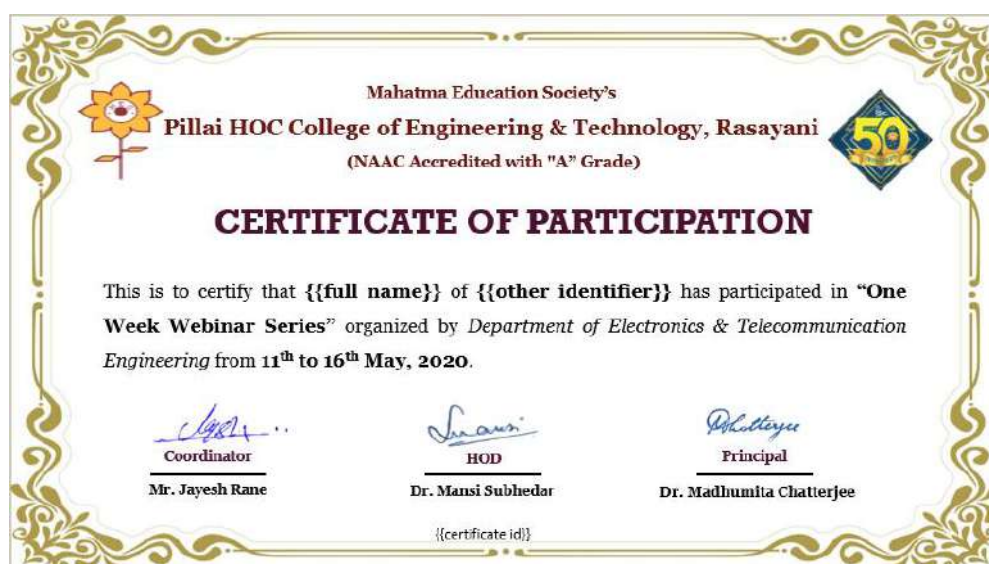 Mahatma Education Society's
Pillai HOC College of Engineering & Technology, Rasayani
(NAAC Accredited with "A" Grade)
50
CERTIFICATE OF PARTICIPATION
This is to certify that {{full name}} of {{other identifier}} has participated in “One
Week Webinar Series” organized by Department of Electronics & Telecommunication
Engineering from 11th to 16th May, 2020.
Coordinator
HOD
Principal
Mr. Jayesh Rane
Dr. Mansi Subhedar
Dr. Madhumita Chatterjee
{{certificate id}}